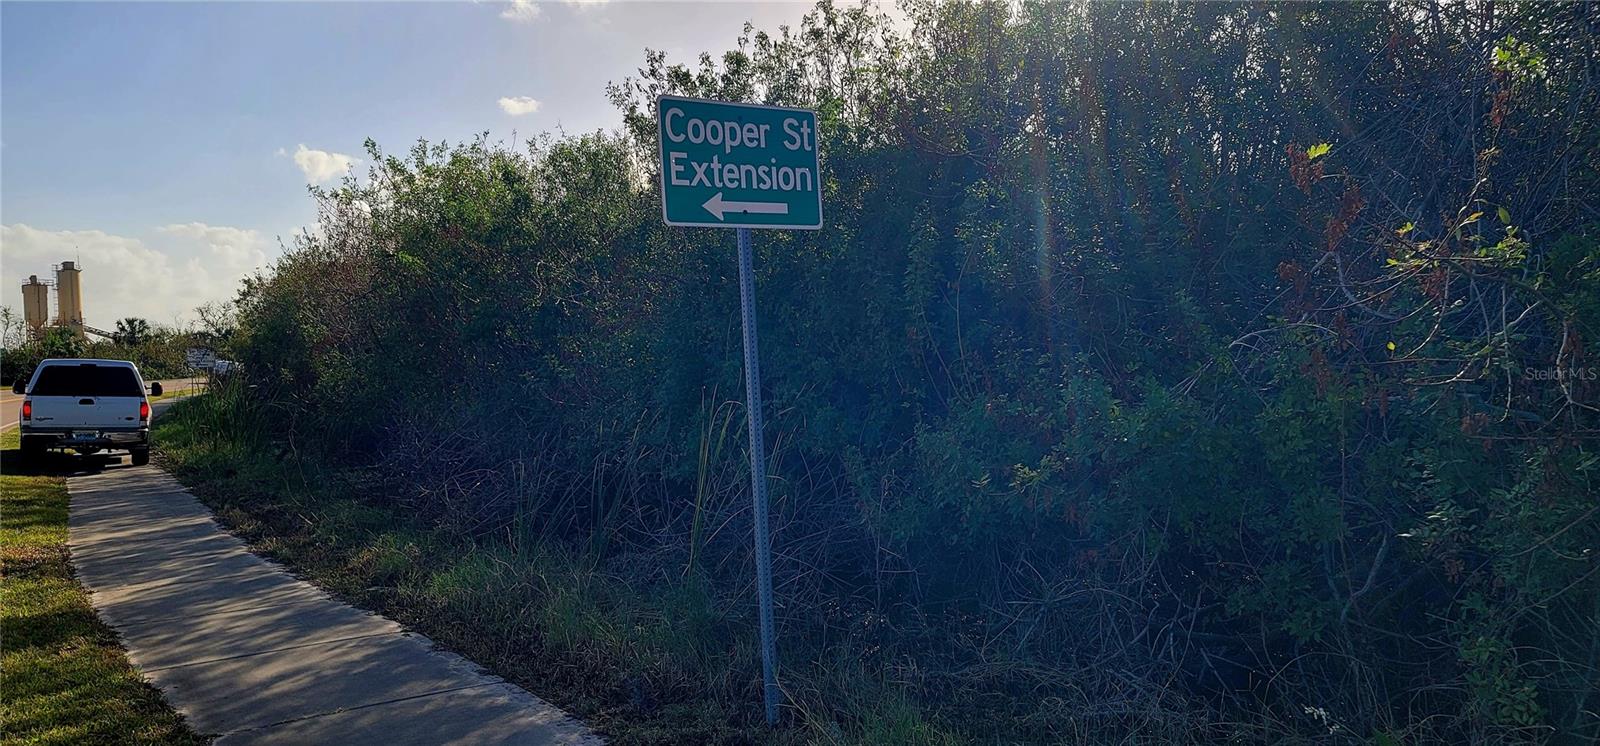 Cooper St
Extension
Stellar MLS